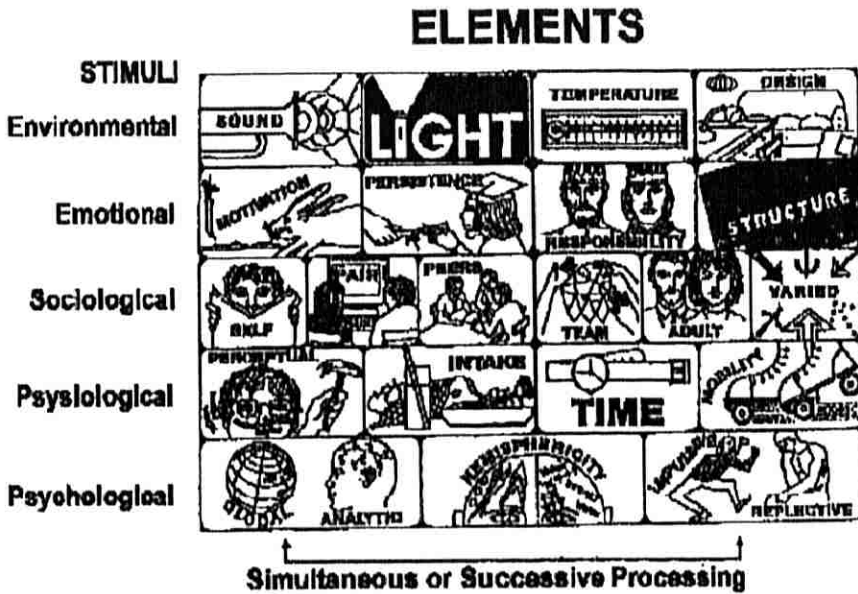 ELEMENTS
STIMULI
Environmental
SOUND
LIGHT
TEMPERATURE
DESIGN
Emotional
MOTIVATION
PERSISTENCE
RESPONSIBILITY
STRUCTURE
Sociological
SELF
PAIR
PEERS
TEAM
ADULT
VARIED
Psysiological
PERCEPTUAL
INTAKE
TIME
MOBILITY
Psychological
GLOBAL
ANALYTIC
HEMISPHERICITY
IMPULSIVE
REFLECTIVE
Simultaneous or Successive Processing